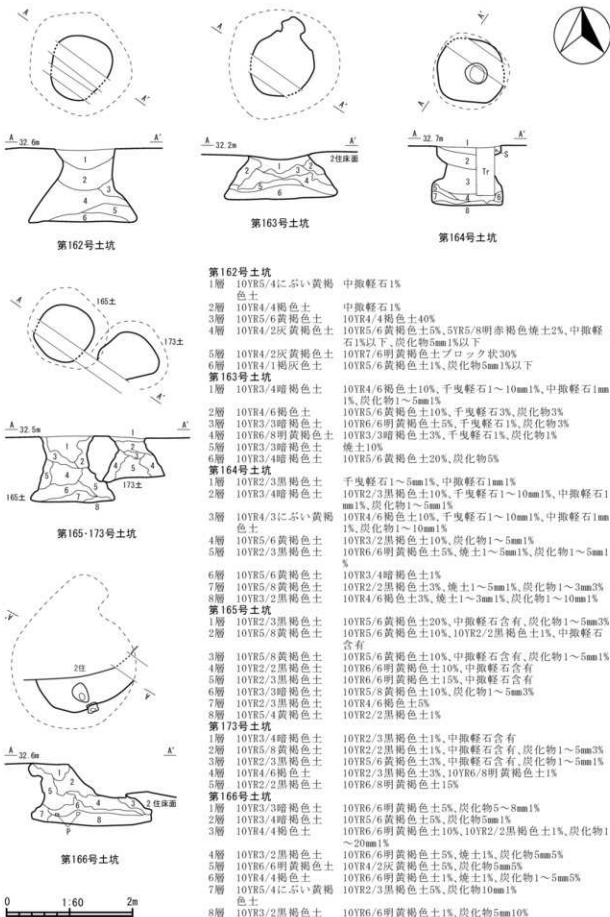 A
A'
A
A'
A
A'
A 32.6m A'
1
2
3
4
5
6
第162号土坑
A 32.2m A'
2住床面
1
2
2
3
4
4
5
6
第163号土坑
A 32.7m A'
1
S
2
3
Tr
4
5
6
7
8
第164号土坑
A
165土
173土
A 32.5m A'
165土
173土
第165・173号土坑
2住
A 32.6m A'
1
2
3
4
5
6
7
8
P
2住床面
第166号土坑
0 1:60 2m
第162号土坑
1層 10YR5/4にぶい黄褐 中掫軽石1%
色土
2層 10YR4/4褐色土 中掫軽石1%
3層 10YR5/6黄褐色土 10YR4/4褐色土40%
4層 10YR4/2灰黄褐色土 10YR5/6黄褐色土5%、5YR5/8明赤褐色焼土2%、中掫軽
石1%以下、炭化物5mm1%以下
5層 10YR4/2灰黄褐色土 10YR7/6明黄褐色土ブロック状30%
6層 10YR4/1褐灰色土 10YR5/6黄褐色土1%、炭化物5mm1%以下
第163号土坑
1層 10YR3/4暗褐色土 10YR4/6褐色土10%、千曳軽石1～10mm1%、中掫軽石1mm
1%、炭化物1～5mm1%
2層 10YR4/6褐色土 10YR5/6黄褐色土10%、千曳軽石3%、炭化物3%
3層 10YR3/3暗褐色土 10YR6/6明黄褐色土5%、千曳軽石1%、炭化物3%
4層 10YR6/8明黄褐色土 10YR3/3暗褐色土3%、千曳軽石1%、炭化物1%
5層 10YR3/3暗褐色土 焼土10%
6層 10YR3/4暗褐色土 10YR5/6黄褐色土20%、炭化物5%
第164号土坑
1層 10YR2/3黒褐色土 千曳軽石1～5mm1%、中掫軽石1mm1%
2層 10YR3/4暗褐色土 10YR2/3黒褐色土10%、千曳軽石1～10mm1%、中掫軽石1
mm1%、炭化物1～5mm1%
3層 10YR4/3にぶい黄褐 10YR4/6褐色土10%、千曳軽石1～10mm1%、中掫軽石1mm
色土 1%、炭化物1～10mm1%
4層 10YR5/6黄褐色土 10YR3/2黒褐色土10%、炭化物1～5mm1%
5層 10YR2/3黒褐色土 10YR6/6明黄褐色土5%、焼土1～5mm1%、炭化物1～5mm1
%
6層 10YR5/6黄褐色土 10YR3/4暗褐色土1%
7層 10YR5/8黄褐色土 10YR2/2黒褐色土3%、焼土1～5mm1%、炭化物1～3mm3%
8層 10YR3/2黒褐色土 10YR4/6褐色土3%、焼土1～3mm1%、炭化物1～10mm1%
第165号土坑
1層 10YR2/3黒褐色土 10YR5/6黄褐色土20%、中掫軽石含有、炭化物1～5mm3%
2層 10YR5/8黄褐色土 10YR5/6黄褐色土10%、10YR2/2黒褐色土1%、中掫軽石
含有
3層 10YR5/8黄褐色土 10YR5/6黄褐色土10%、中掫軽石含有、炭化物1～5mm1%
4層 10YR2/2黒褐色土 10YR6/6明黄褐色土10%、中掫軽石含有
5層 10YR2/3黒褐色土 10YR6/6明黄褐色土15%、中掫軽石含有
6層 10YR3/3暗褐色土 10YR5/8黄褐色土10%、炭化物1～5mm3%
7層 10YR2/3黒褐色土 10YR4/6褐色土5%
8層 10YR5/4黄褐色土 10YR2/2黒褐色土1%
第173号土坑
1層 10YR3/4暗褐色土 10YR2/3黒褐色土1%、中掫軽石含有
2層 10YR5/8黄褐色土 10YR2/2黒褐色土1%、中掫軽石含有、炭化物1～5mm3%
3層 10YR2/3黒褐色土 10YR5/6黄褐色土3%、中掫軽石含有、炭化物1～5mm1%
4層 10YR4/6褐色土 10YR2/3黒褐色土3%、10YR6/8明黄褐色土1%
5層 10YR2/2黒褐色土 10YR6/8明黄褐色土15%
第166号土坑
1層 10YR3/3暗褐色土 10YR6/6明黄褐色土5%、炭化物5～8mm1%
2層 10YR3/4暗褐色土 10YR5/6黄褐色土5%、炭化物5mm1%
3層 10YR4/4褐色土 10YR6/6明黄褐色土10%、10YR2/2黒褐色土1%、炭化物1
～20mm1%
4層 10YR3/2黒褐色土 10YR6/6明黄褐色土5%、焼土1%、炭化物5mm5%
5層 10YR6/6明黄褐色土 10YR4/2灰黄褐色土5%、炭化物5mm5%
6層 10YR4/4褐色土 10YR6/6明黄褐色土1%、焼土1%、炭化物1～5mm5%
7層 10YR5/4にぶい黄褐 10YR2/3黒褐色土5%、炭化物10mm1%
色土
8層 10YR3/2黒褐色土 10YR6/6明黄褐色土1%、炭化物5mm10%